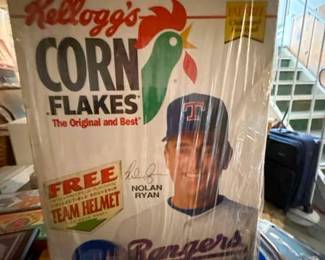 Kellogg's
CORN
FLAKES
The Original and Best
FREE
TEAM HELMET
NOLAN
RYAN
T
Rangers